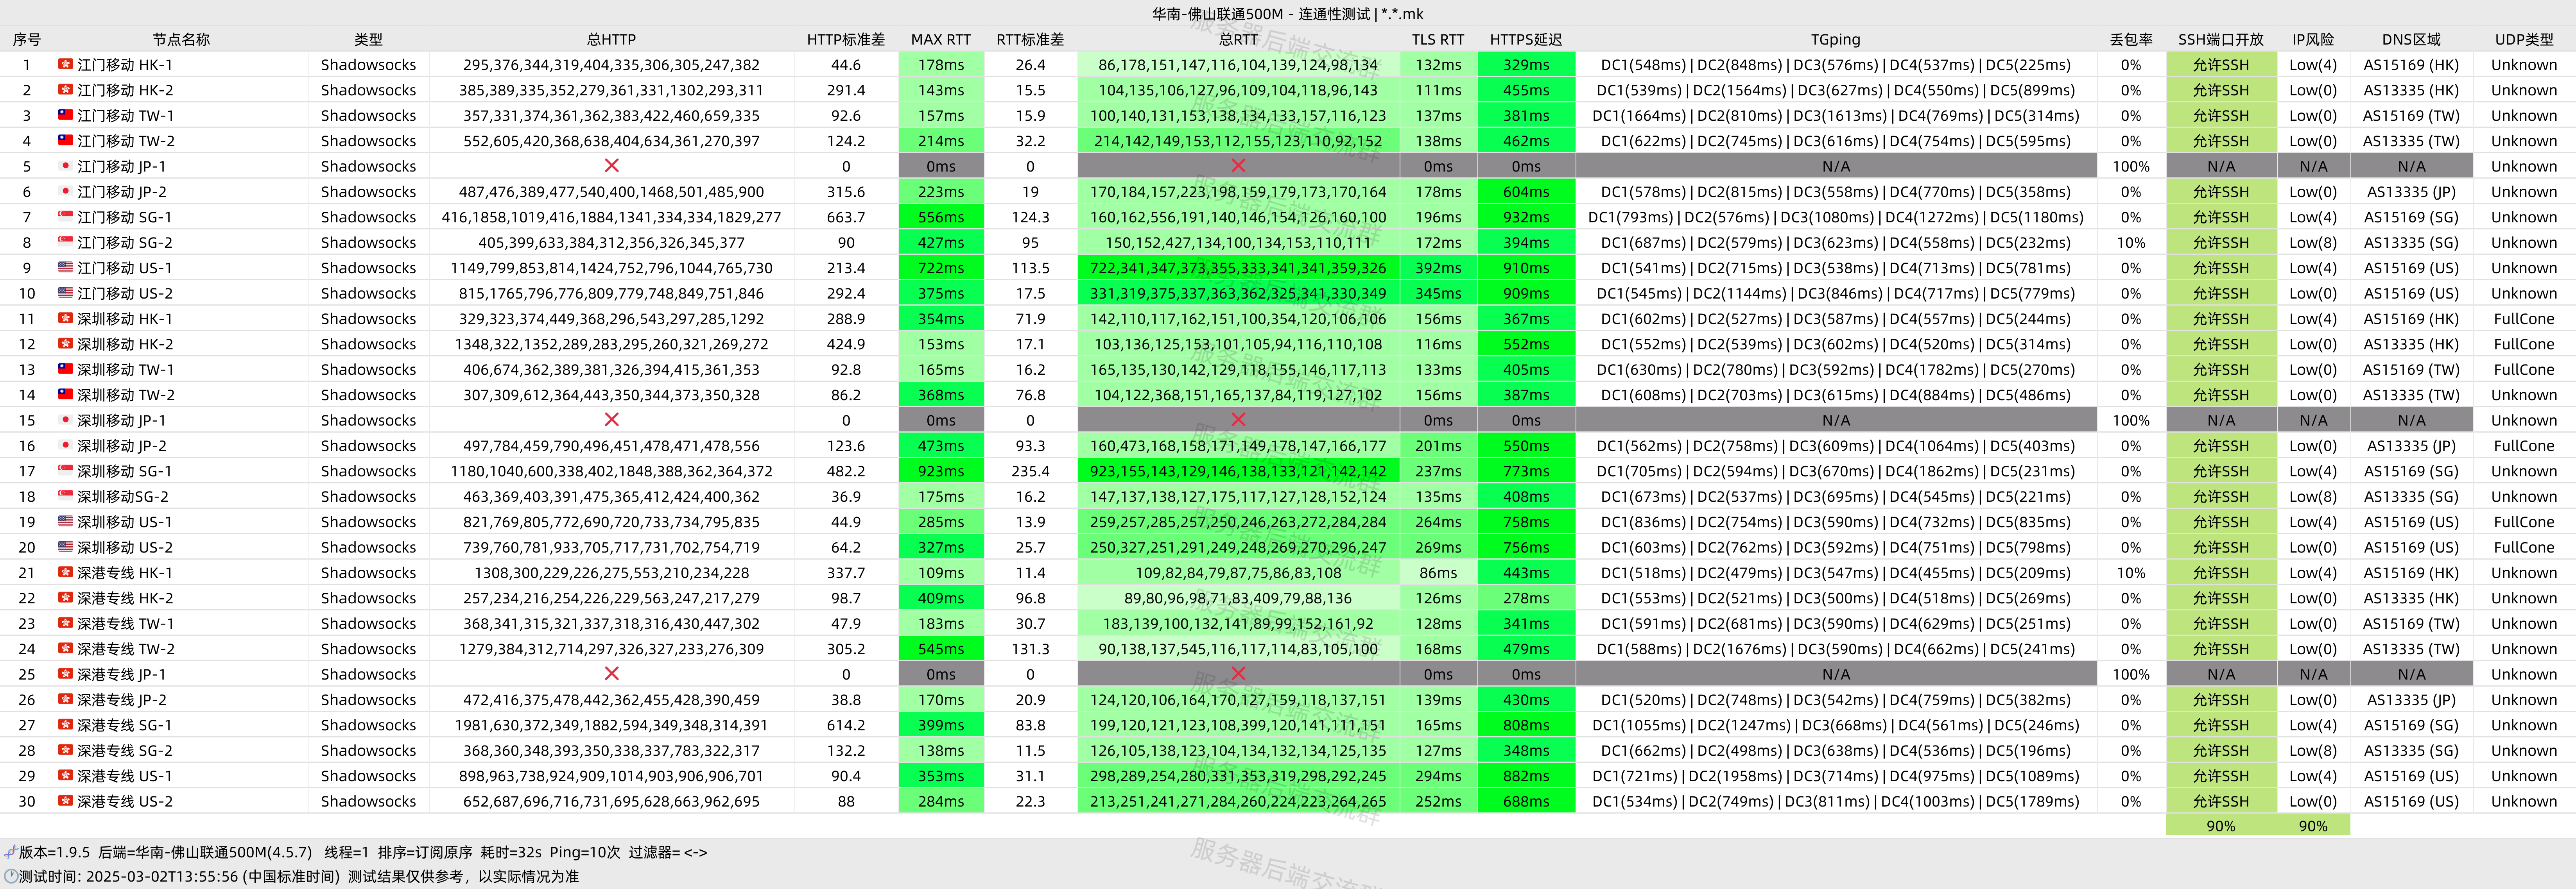 华南-佛山联通500M - 连通性测试 | *.*.mk
序号 节点名称 类型 总HTTP HTTP标准差 MAX RTT RTT标准差 总RTT TLS RTT HTTPS延迟 TGping 丢包率 SSH端口开放 IP风险 DNS区域 UDP类型
1 江门移动 HK-1 Shadowsocks 295,376,344,319,404,335,306,305,247,382 44.6 178ms 26.4 86,178,151,147,116,104,139,124,98,134 132ms 329ms DC1(548ms) | DC2(848ms) | DC3(576ms) | DC4(537ms) | DC5(225ms) 0% 允许SSH Low(4) AS15169 (HK) Unknown
2 江门移动 HK-2 Shadowsocks 385,389,335,352,279,361,331,1302,293,311 291.4 143ms 15.5 104,135,106,127,96,109,104,118,96,143 111ms 455ms DC1(539ms) | DC2(1564ms) | DC3(627ms) | DC4(550ms) | DC5(899ms) 0% 允许SSH Low(0) AS13335 (HK) Unknown
3 江门移动 TW-1 Shadowsocks 357,331,374,361,362,383,422,460,659,335 92.6 157ms 15.9 100,140,131,153,138,134,133,157,116,123 137ms 381ms DC1(1664ms) | DC2(810ms) | DC3(1613ms) | DC4(769ms) | DC5(314ms) 0% 允许SSH Low(0) AS15169 (TW) Unknown
4 江门移动 TW-2 Shadowsocks 552,605,420,368,638,404,634,361,270,397 124.2 214ms 32.2 214,142,149,153,112,155,123,110,92,152 138ms 462ms DC1(622ms) | DC2(745ms) | DC3(616ms) | DC4(754ms) | DC5(595ms) 0% 允许SSH Low(0) AS13335 (TW) Unknown
5 江门移动 JP-1 Shadowsocks ❌ 0 0ms 0 ❌ 0ms 0ms N/A 100% N/A N/A N/A Unknown
6 江门移动 JP-2 Shadowsocks 487,476,389,477,540,400,1468,501,485,900 315.6 223ms 19 170,184,157,223,198,159,179,173,170,164 178ms 604ms DC1(578ms) | DC2(815ms) | DC3(558ms) | DC4(770ms) | DC5(358ms) 0% 允许SSH Low(0) AS13335 (JP) Unknown
7 江门移动 SG-1 Shadowsocks 416,1858,1019,416,1884,1341,334,334,1829,277 663.7 556ms 124.3 160,162,556,191,140,146,154,126,160,100 196ms 932ms DC1(793ms) | DC2(576ms) | DC3(1080ms) | DC4(1272ms) | DC5(1180ms) 0% 允许SSH Low(4) AS15169 (SG) Unknown
8 江门移动 SG-2 Shadowsocks 405,399,633,384,312,356,326,345,377 90 427ms 95 150,152,427,134,100,134,153,110,111 172ms 394ms DC1(687ms) | DC2(579ms) | DC3(623ms) | DC4(558ms) | DC5(232ms) 10% 允许SSH Low(8) AS13335 (SG) Unknown
9 江门移动 US-1 Shadowsocks 1149,799,853,814,1424,752,796,1044,765,730 213.4 722ms 113.5 722,341,347,373,355,333,341,341,359,326 392ms 910ms DC1(541ms) | DC2(715ms) | DC3(538ms) | DC4(713ms) | DC5(781ms) 0% 允许SSH Low(4) AS15169 (US) Unknown
10 江门移动 US-2 Shadowsocks 815,1765,796,776,809,779,748,849,751,846 292.4 375ms 17.5 331,319,375,337,363,362,325,341,330,349 345ms 909ms DC1(545ms) | DC2(1144ms) | DC3(846ms) | DC4(717ms) | DC5(779ms) 0% 允许SSH Low(0) AS15169 (US) Unknown
11 深圳移动 HK-1 Shadowsocks 329,323,374,449,368,296,543,297,285,1292 288.9 354ms 71.9 142,110,117,162,151,100,354,120,106,106 156ms 367ms DC1(602ms) | DC2(527ms) | DC3(587ms) | DC4(557ms) | DC5(244ms) 0% 允许SSH Low(4) AS15169 (HK) FullCone
12 深圳移动 HK-2 Shadowsocks 1348,322,1352,289,283,295,260,321,269,272 424.9 153ms 17.1 103,136,125,153,101,105,94,116,110,108 116ms 552ms DC1(552ms) | DC2(539ms) | DC3(602ms) | DC4(520ms) | DC5(314ms) 0% 允许SSH Low(0) AS13335 (HK) FullCone
13 深圳移动 TW-1 Shadowsocks 406,674,362,389,381,326,394,415,361,353 92.8 165ms 16.2 165,135,130,142,129,118,155,146,117,113 133ms 405ms DC1(630ms) | DC2(780ms) | DC3(592ms) | DC4(1782ms) | DC5(270ms) 0% 允许SSH Low(0) AS15169 (TW) FullCone
14 深圳移动 TW-2 Shadowsocks 307,309,612,364,443,350,344,373,350,328 86.2 368ms 76.8 104,122,368,151,165,137,84,119,127,102 156ms 387ms DC1(608ms) | DC2(703ms) | DC3(615ms) | DC4(884ms) | DC5(486ms) 0% 允许SSH Low(0) AS13335 (TW) Unknown
15 深圳移动 JP-1 Shadowsocks ❌ 0 0ms 0 ❌ 0ms 0ms N/A 100% N/A N/A N/A Unknown
16 深圳移动 JP-2 Shadowsocks 497,784,459,790,496,451,478,471,478,556 123.6 473ms 93.3 160,473,168,158,171,149,178,147,166,177 201ms 550ms DC1(562ms) | DC2(758ms) | DC3(609ms) | DC4(1064ms) | DC5(403ms) 0% 允许SSH Low(0) AS13335 (JP) FullCone
17 深圳移动 SG-1 Shadowsocks 1180,1040,600,338,402,1848,388,362,364,372 482.2 923ms 235.4 923,155,143,129,146,138,133,121,142,142 237ms 773ms DC1(705ms) | DC2(594ms) | DC3(670ms) | DC4(1862ms) | DC5(231ms) 0% 允许SSH Low(4) AS15169 (SG) Unknown
18 深圳移动SG-2 Shadowsocks 463,369,403,391,475,365,412,424,400,362 36.9 175ms 16.2 147,137,138,127,175,117,127,128,152,124 135ms 408ms DC1(673ms) | DC2(537ms) | DC3(695ms) | DC4(545ms) | DC5(221ms) 0% 允许SSH Low(8) AS13335 (SG) Unknown
19 深圳移动 US-1 Shadowsocks 821,769,805,772,690,720,733,734,795,835 44.9 285ms 13.9 259,257,285,257,250,246,263,272,284,284 264ms 758ms DC1(836ms) | DC2(754ms) | DC3(590ms) | DC4(732ms) | DC5(835ms) 0% 允许SSH Low(4) AS15169 (US) FullCone
20 深圳移动 US-2 Shadowsocks 739,760,781,933,705,717,731,702,754,719 64.2 327ms 25.7 250,327,251,291,249,248,269,270,296,247 269ms 756ms DC1(603ms) | DC2(762ms) | DC3(592ms) | DC4(751ms) | DC5(798ms) 0% 允许SSH Low(0) AS15169 (US) FullCone
21 深港专线 HK-1 Shadowsocks 1308,300,229,226,275,553,210,234,228 337.7 109ms 11.4 109,82,84,79,87,75,86,83,108 86ms 443ms DC1(518ms) | DC2(479ms) | DC3(547ms) | DC4(455ms) | DC5(209ms) 10% 允许SSH Low(4) AS15169 (HK) Unknown
22 深港专线 HK-2 Shadowsocks 257,234,216,254,226,229,563,247,217,279 98.7 409ms 96.8 89,80,96,98,71,83,409,79,88,136 126ms 278ms DC1(553ms) | DC2(521ms) | DC3(500ms) | DC4(518ms) | DC5(269ms) 0% 允许SSH Low(0) AS13335 (HK) Unknown
23 深港专线 TW-1 Shadowsocks 368,341,315,321,337,318,316,430,447,302 47.9 183ms 30.7 183,139,100,132,141,89,99,152,161,92 128ms 341ms DC1(591ms) | DC2(681ms) | DC3(590ms) | DC4(629ms) | DC5(251ms) 0% 允许SSH Low(0) AS15169 (TW) Unknown
24 深港专线 TW-2 Shadowsocks 1279,384,312,714,297,326,327,233,276,309 305.2 545ms 131.3 90,138,137,545,116,117,114,83,105,100 168ms 479ms DC1(588ms) | DC2(1676ms) | DC3(590ms) | DC4(662ms) | DC5(241ms) 0% 允许SSH Low(0) AS13335 (TW) Unknown
25 深港专线 JP-1 Shadowsocks ❌ 0 0ms 0 ❌ 0ms 0ms N/A 100% N/A N/A N/A Unknown
26 深港专线 JP-2 Shadowsocks 472,416,375,478,442,362,455,428,390,459 38.8 170ms 20.9 124,120,106,164,170,127,159,118,137,151 139ms 430ms DC1(520ms) | DC2(748ms) | DC3(542ms) | DC4(759ms) | DC5(382ms) 0% 允许SSH Low(0) AS13335 (JP) Unknown
27 深港专线 SG-1 Shadowsocks 1981,630,372,349,1882,594,349,348,314,391 614.2 399ms 83.8 199,120,121,123,108,399,120,141,171,151 165ms 808ms DC1(1055ms) | DC2(1247ms) | DC3(668ms) | DC4(561ms) | DC5(246ms) 0% 允许SSH Low(4) AS15169 (SG) Unknown
28 深港专线 SG-2 Shadowsocks 368,360,348,393,350,338,337,783,322,317 132.2 138ms 11.5 126,105,138,123,104,134,132,134,125,135 127ms 348ms DC1(662ms) | DC2(498ms) | DC3(638ms) | DC4(536ms) | DC5(196ms) 0% 允许SSH Low(8) AS13335 (SG) Unknown
29 深港专线 US-1 Shadowsocks 898,963,738,924,909,1014,903,906,906,701 90.4 353ms 31.1 298,289,254,280,331,353,319,298,292,245 294ms 882ms DC1(721ms) | DC2(1958ms) | DC3(714ms) | DC4(975ms) | DC5(1089ms) 0% 允许SSH Low(4) AS15169 (US) Unknown
30 深港专线 US-2 Shadowsocks 652,687,696,716,731,695,628,663,962,695 88 284ms 22.3 213,251,241,271,284,260,224,223,264,265 252ms 688ms DC1(534ms) | DC2(749ms) | DC3(811ms) | DC4(1003ms) | DC5(1789ms) 0% 允许SSH Low(0) AS15169 (US) Unknown
90% 90%
版本=1.9.5 后端=华南-佛山联通500M(4.5.7) 线程=1 排序=订阅原序 耗时=32s Ping=10次 过滤器= <->
测试时间: 2025-03-02T13:55:56 (中国标准时间) 测试结果仅供参考，以实际情况为准
服务器后端交流群